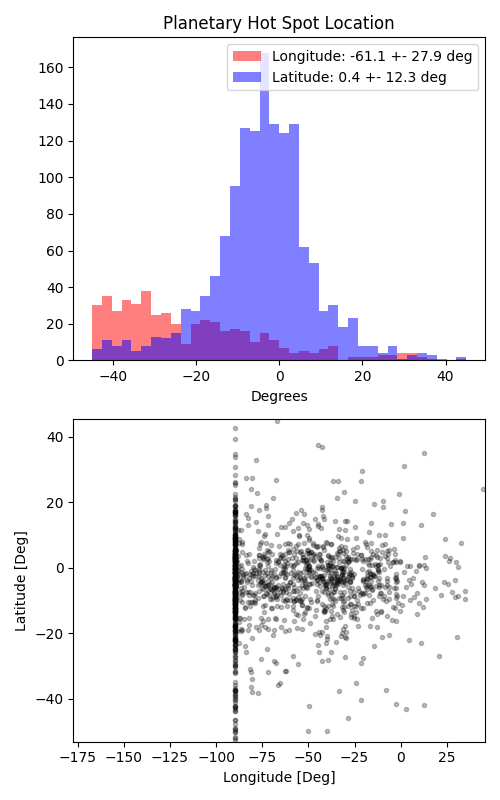 Planetary Hot Spot Location
Longitude: -61.1 +- 27.9 deg
Latitude: 0.4 +- 12.3 deg
160
140
120
100
80
60
40
20
0
−40 −20 0 20 40
Degrees
40
20
0
−20
−40
Latitude [Deg]
−175 −150 −125 −100 −75 −50 −25 0 25
Longitude [Deg]